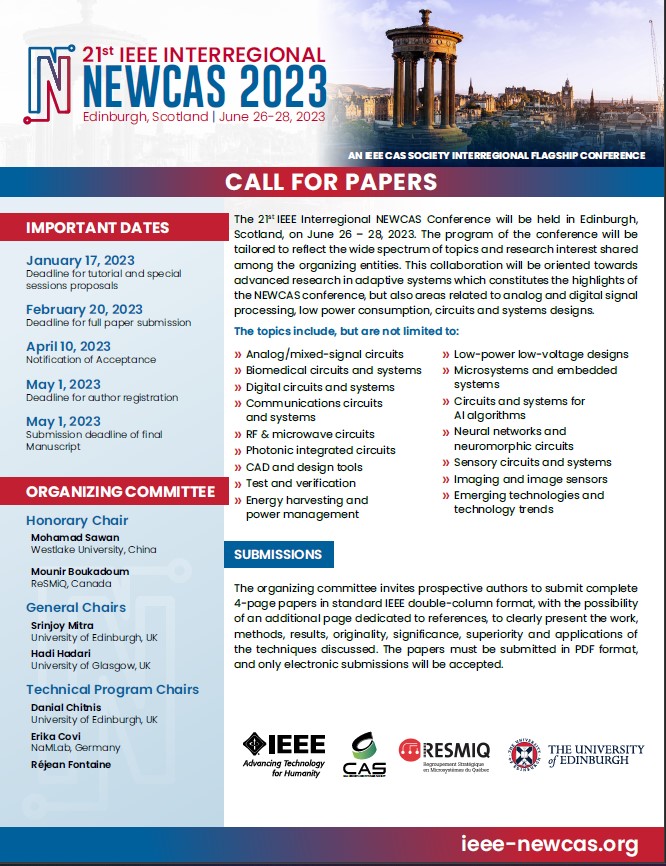 21st IEEE INTERREGIONAL
NEWCAS 2023
Edinburgh, Scotland | June 26-28, 2023
AN IEEE CAS SOCIETY INTERREGIONAL FLAGSHIP CONFERENCE
CALL FOR PAPERS
IMPORTANT DATES
January 17, 2023
Deadline for tutorial and special
sessions proposals
February 20, 2023
Deadline for full paper submission
April 10, 2023
Notification of Acceptance
May 1, 2023
Deadline for author registration
May 1, 2023
Submission deadline of final
Manuscript
ORGANIZING COMMITTEE
Honorary Chair
Mohamad Sawan
Westlake University, China
Mounir Boukadoum
ReSMiQ, Canada
General Chairs
Srinjoy Mitra
University of Edinburgh, UK
Hadi Hadari
University of Glasgow, UK
Technical Program Chairs
Danial Chitnis
University of Edinburgh, UK
Erika Covi
NaMLab, Germany
Réjean Fontaine
The 21st IEEE Interregional NEWCAS Conference will be held in Edinburgh,
Scotland, on June 26 – 28, 2023. The program of the conference will be
tailored to reflect the wide spectrum of topics and research interest shared
among the organizing entities. This collaboration will be oriented towards
advanced research in adaptive systems which constitutes the highlights of
the NEWCAS conference, but also areas related to analog and digital signal
processing, low power consumption, circuits and systems designs.
The topics include, but are not limited to:
» Analog/mixed-signal circuits
» Biomedical circuits and systems
» Digital circuits and systems
» Communications circuits
and systems
» RF & microwave circuits
» Photonic integrated circuits
» CAD and design tools
» Test and verification
» Energy harvesting and
power management
» Low-power low-voltage designs
» Microsystems and embedded
systems
» Circuits and systems for
AI algorithms
» Neural networks and
neuromorphic circuits
» Sensory circuits and systems
» Imaging and image sensors
» Emerging technologies and
technology trends
SUBMISSIONS
The organizing committee invites prospective authors to submit complete
4-page papers in standard IEEE double-column format, with the possibility
of an additional page dedicated to references, to clearly present the work,
methods, results, originality, significance, superiority and applications of
the techniques discussed. The papers must be submitted in PDF format,
and only electronic submissions will be accepted.
IEEE
Advancing Technology
for Humanity
CAS
RESMIQ
Regroupement Stratégique
en Microsystèmes du Québec
THE UNIVERSITY
of EDINBURGH
ieee-newcas.org